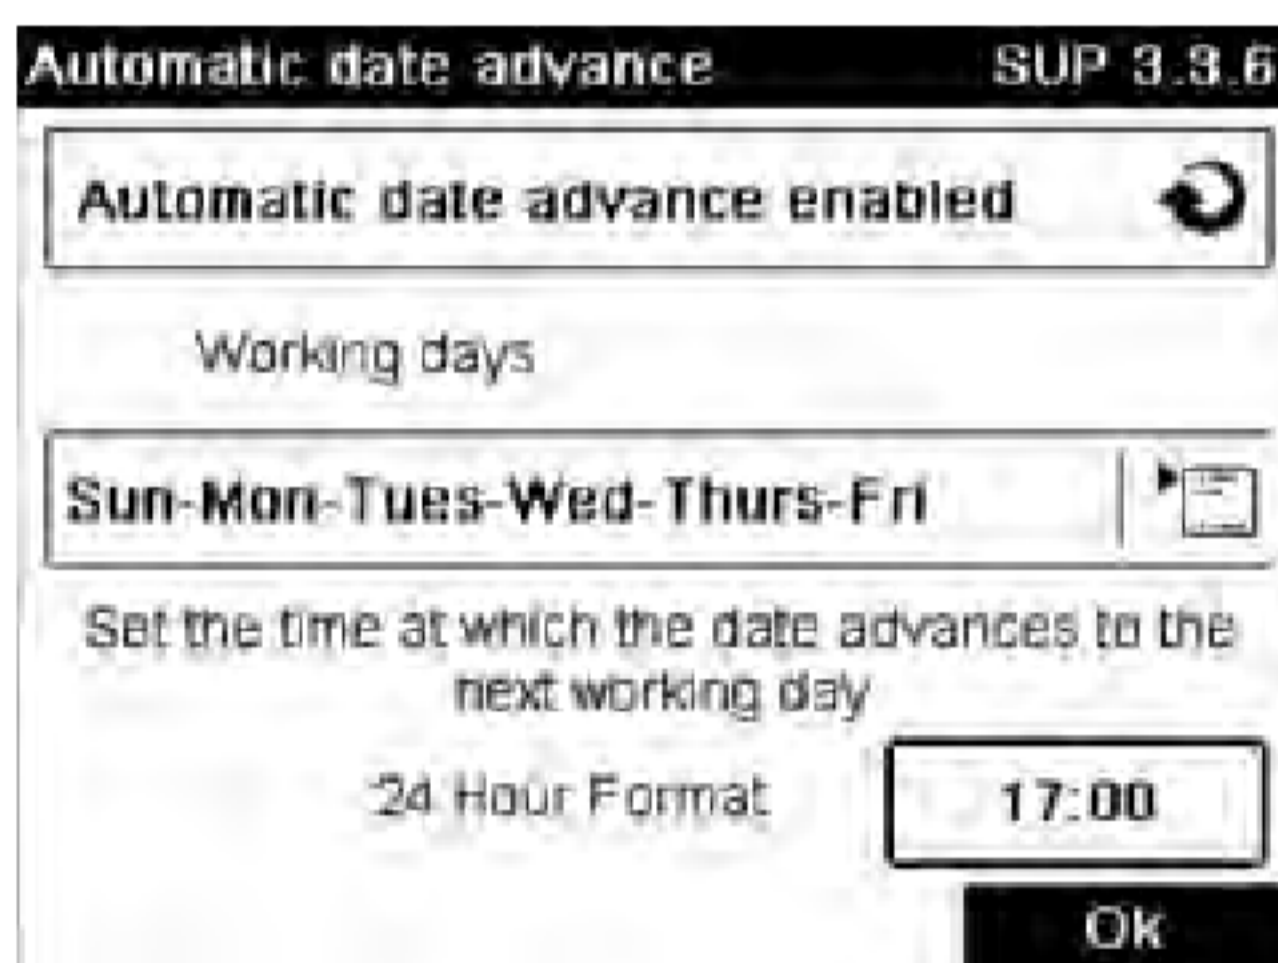 Automatic date advance SUP 3.3.6
Automatic date advance enabled
Working days
Sun-Mon-Tues-Wed-Thurs-Fri
Set the time at which the date advances to the
next working day
24 Hour Format 17:00
Ok